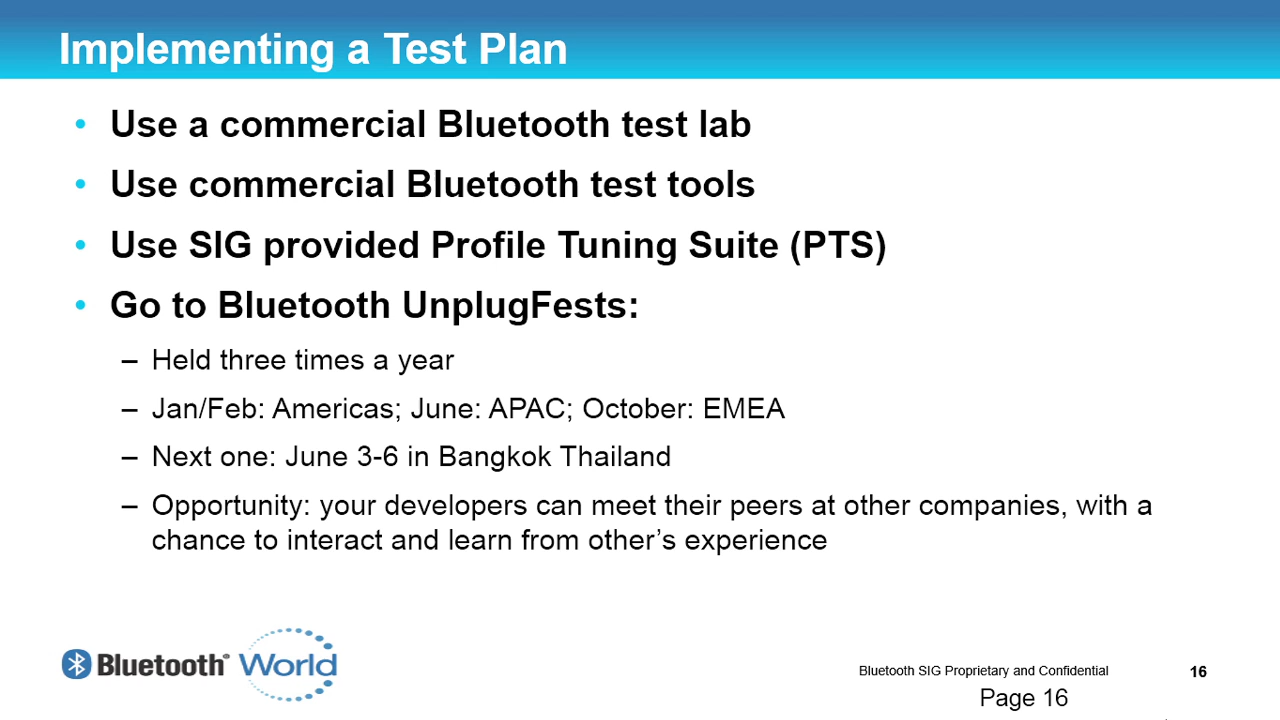 Implementing a Test Plan
• Use a commercial Bluetooth test lab
• Use commercial Bluetooth test tools
• Use SIG provided Profile Tuning Suite (PTS)
• Go to Bluetooth UnplugFests:
– Held three times a year
– Jan/Feb: Americas; June: APAC; October: EMEA
– Next one: June 3-6 in Bangkok Thailand
– Opportunity: your developers can meet their peers at other companies, with a
chance to interact and learn from other’s experience
Bluetooth® World
Bluetooth SIG Proprietary and Confidential 16
Page 16